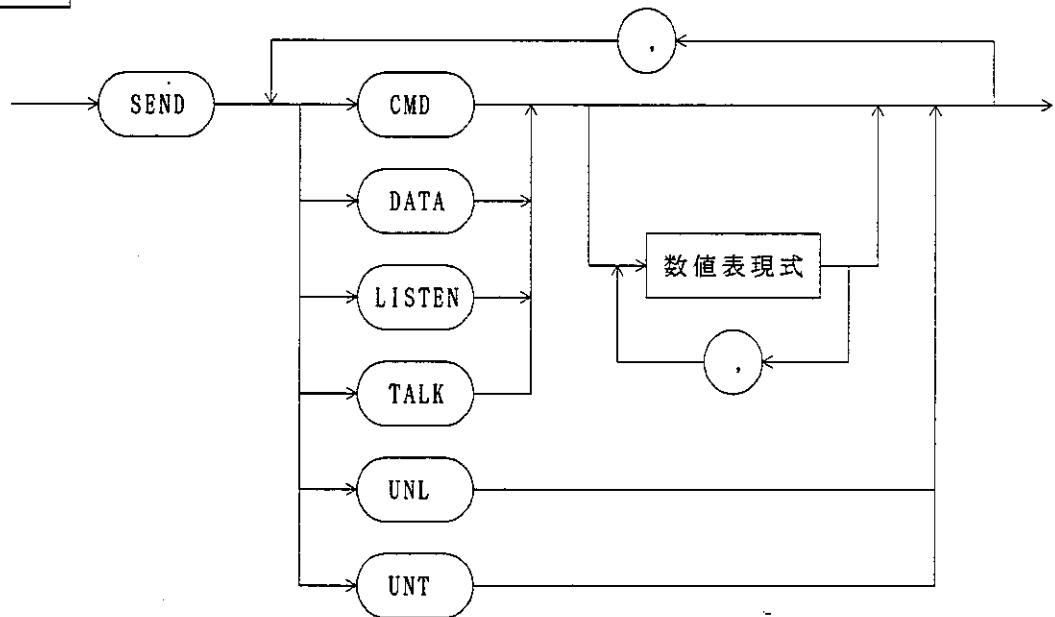 ,
SEND
CMD
DATA
数値表現式
LISTEN
,
TALK
UNL
UNT